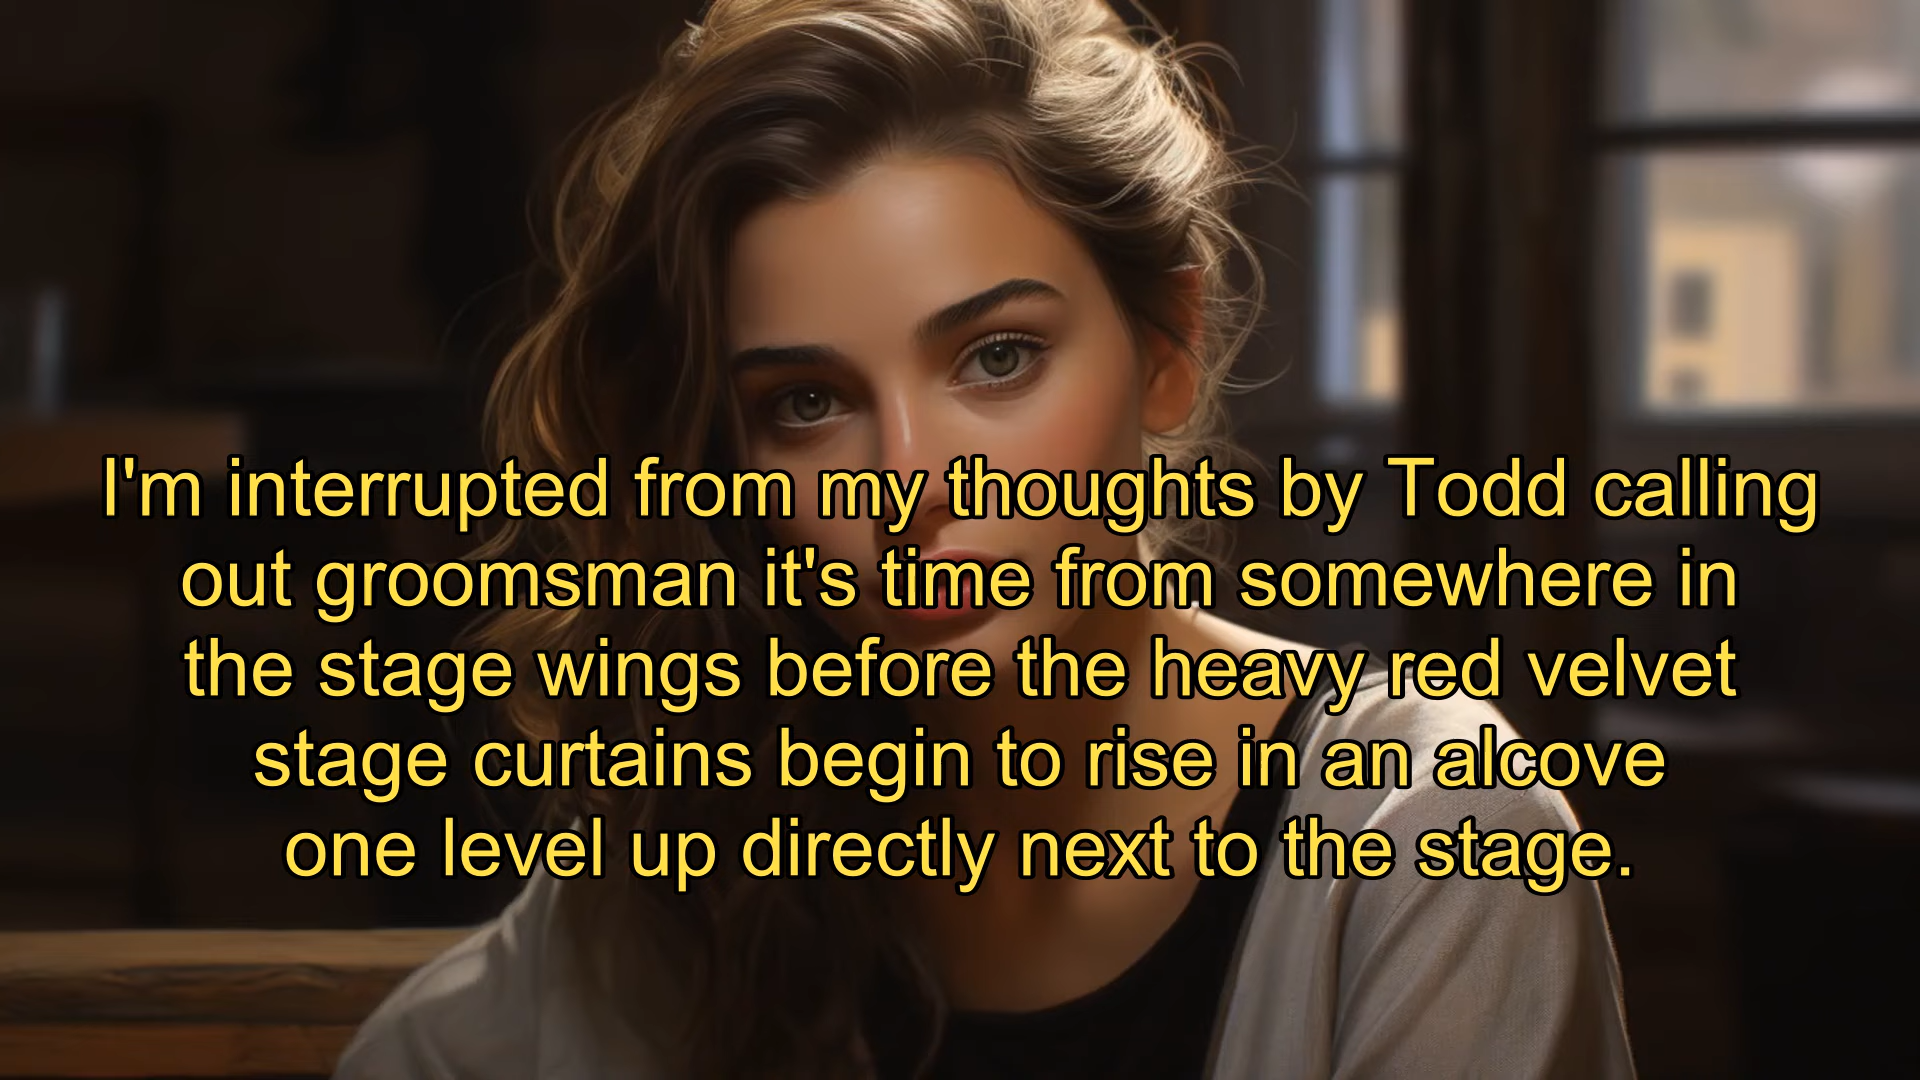 I'm interrupted from my thoughts by Todd calling
out groomsman it's time from somewhere in
the stage wings before the heavy red velvet
stage curtains begin to rise in an alcove
one level up directly next to the stage.